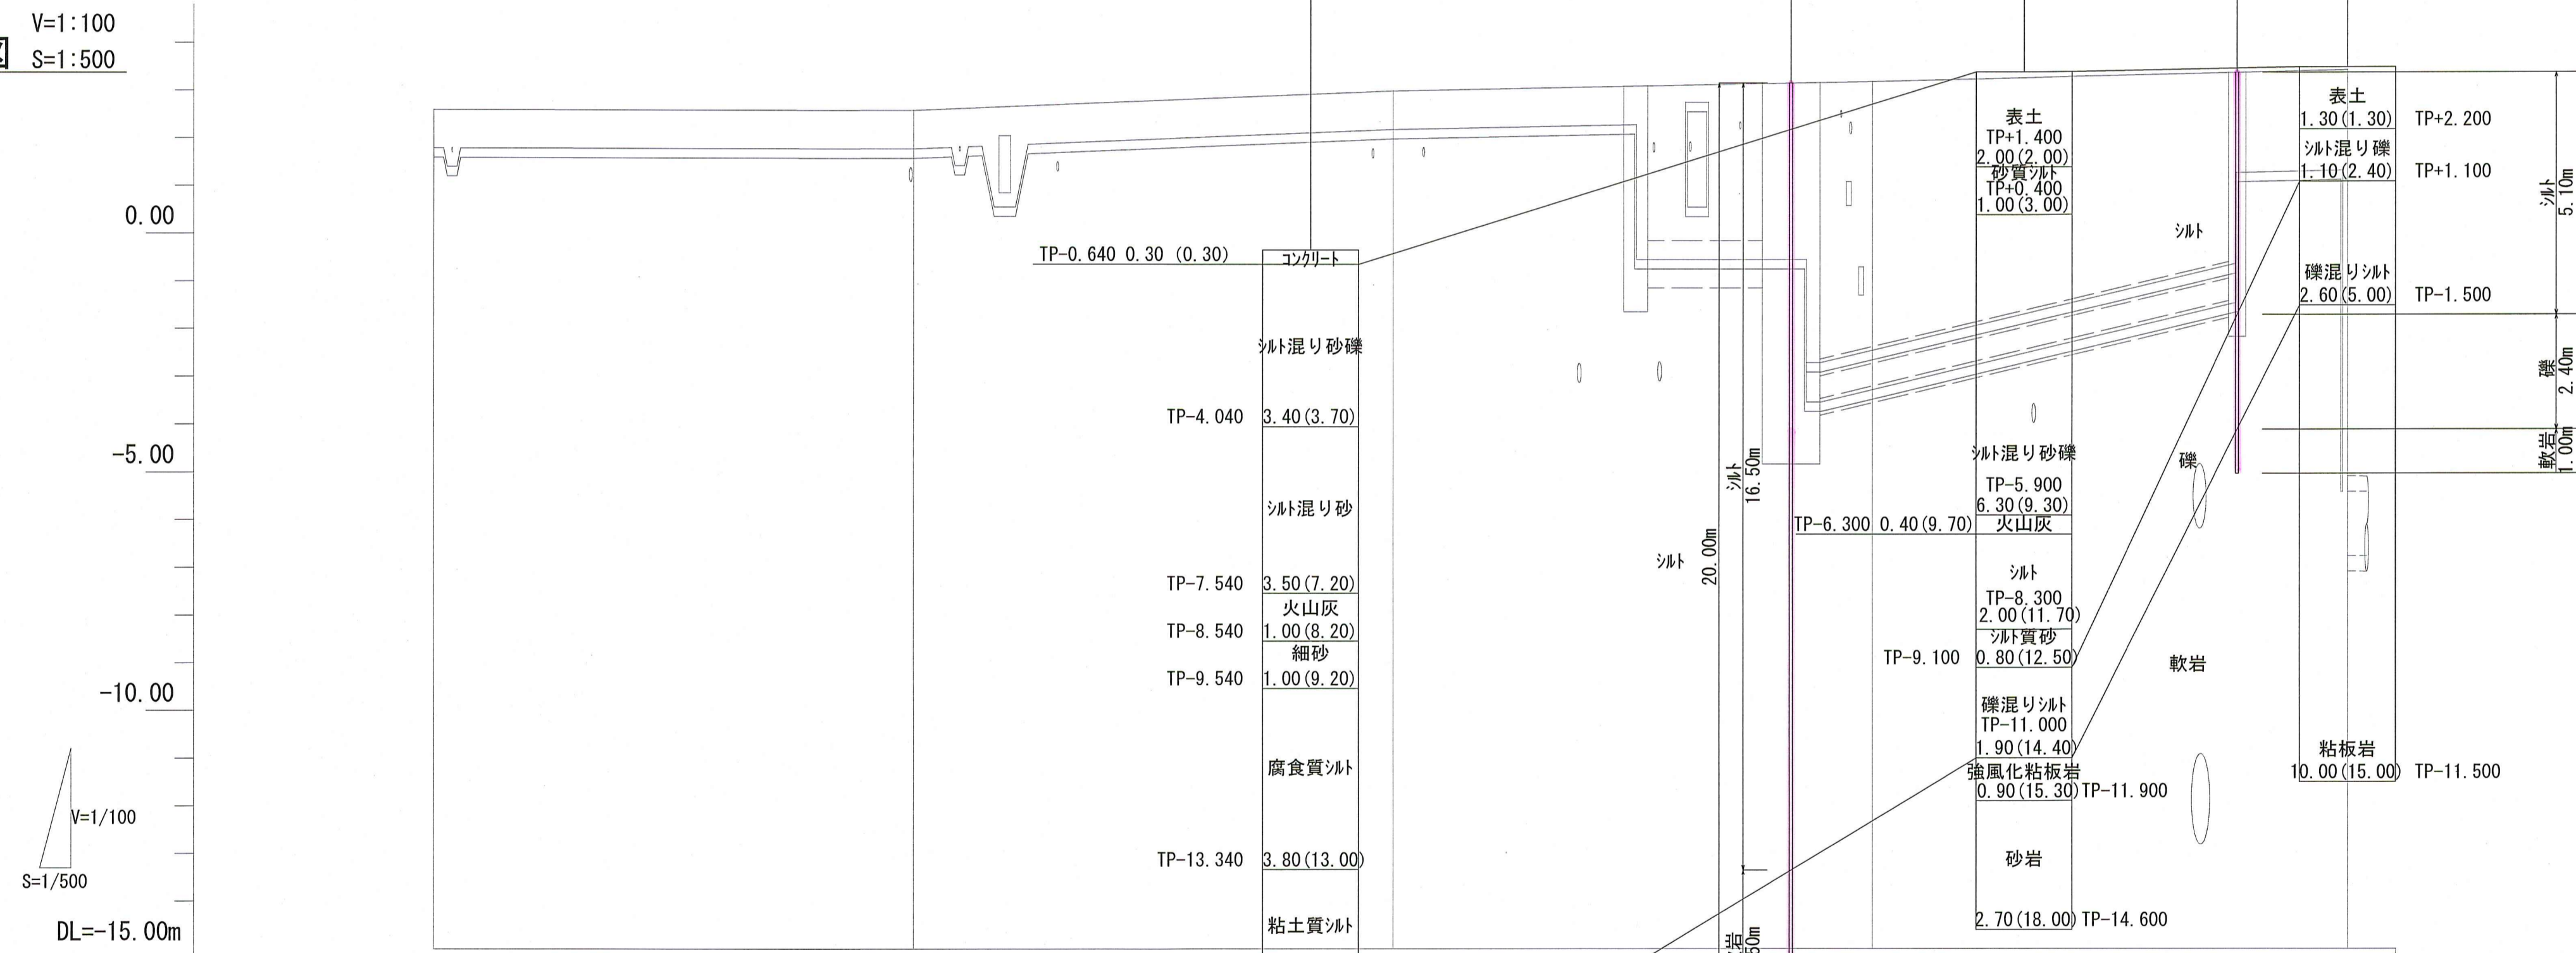 V=1:100
図
S=1:500
0.00
-5.00
-10.00
DL=-15.00m
V=1/100
S=1/500
TP-0.640 0.30 (0.30)
コンクリート
シルト混り砂礫
TP-4.040 3.40(3.70)
シルト混り砂
TP-7.540 3.50(7.20)
火山灰
TP-8.540 1.00(8.20)
細砂
TP-9.540 1.00(9.20)
腐食質シルト
TP-13.340 3.80(13.00)
粘土質シルト
シルト
20.00m
シルト
16.50m
岩
50m
表土
TP+1.400
2.00(2.00)
砂質シルト
TP+0.400
1.00(3.00)
シルト混り砂礫
TP-5.900
6.30(9.30)
TP-6.300 0.40(9.70)
火山灰
シルト
TP-8.300
2.00(11.70)
シルト質砂
TP-9.100 0.80(12.50)
礫混りシルト
TP-11.000
1.90(14.40)
強風化粘板岩
0.90(15.30) TP-11.900
砂岩
2.70(18.00) TP-14.600
シルト
礫
軟岩
表土
1.30(1.30) TP+2.200
シルト混り礫
1.10(2.40) TP+1.100
礫混りシルト
2.60(5.00) TP-1.500
粘板岩
10.00(15.00) TP-11.500
シルト
5.10m
礫
2.40m
軟岩
1.00m